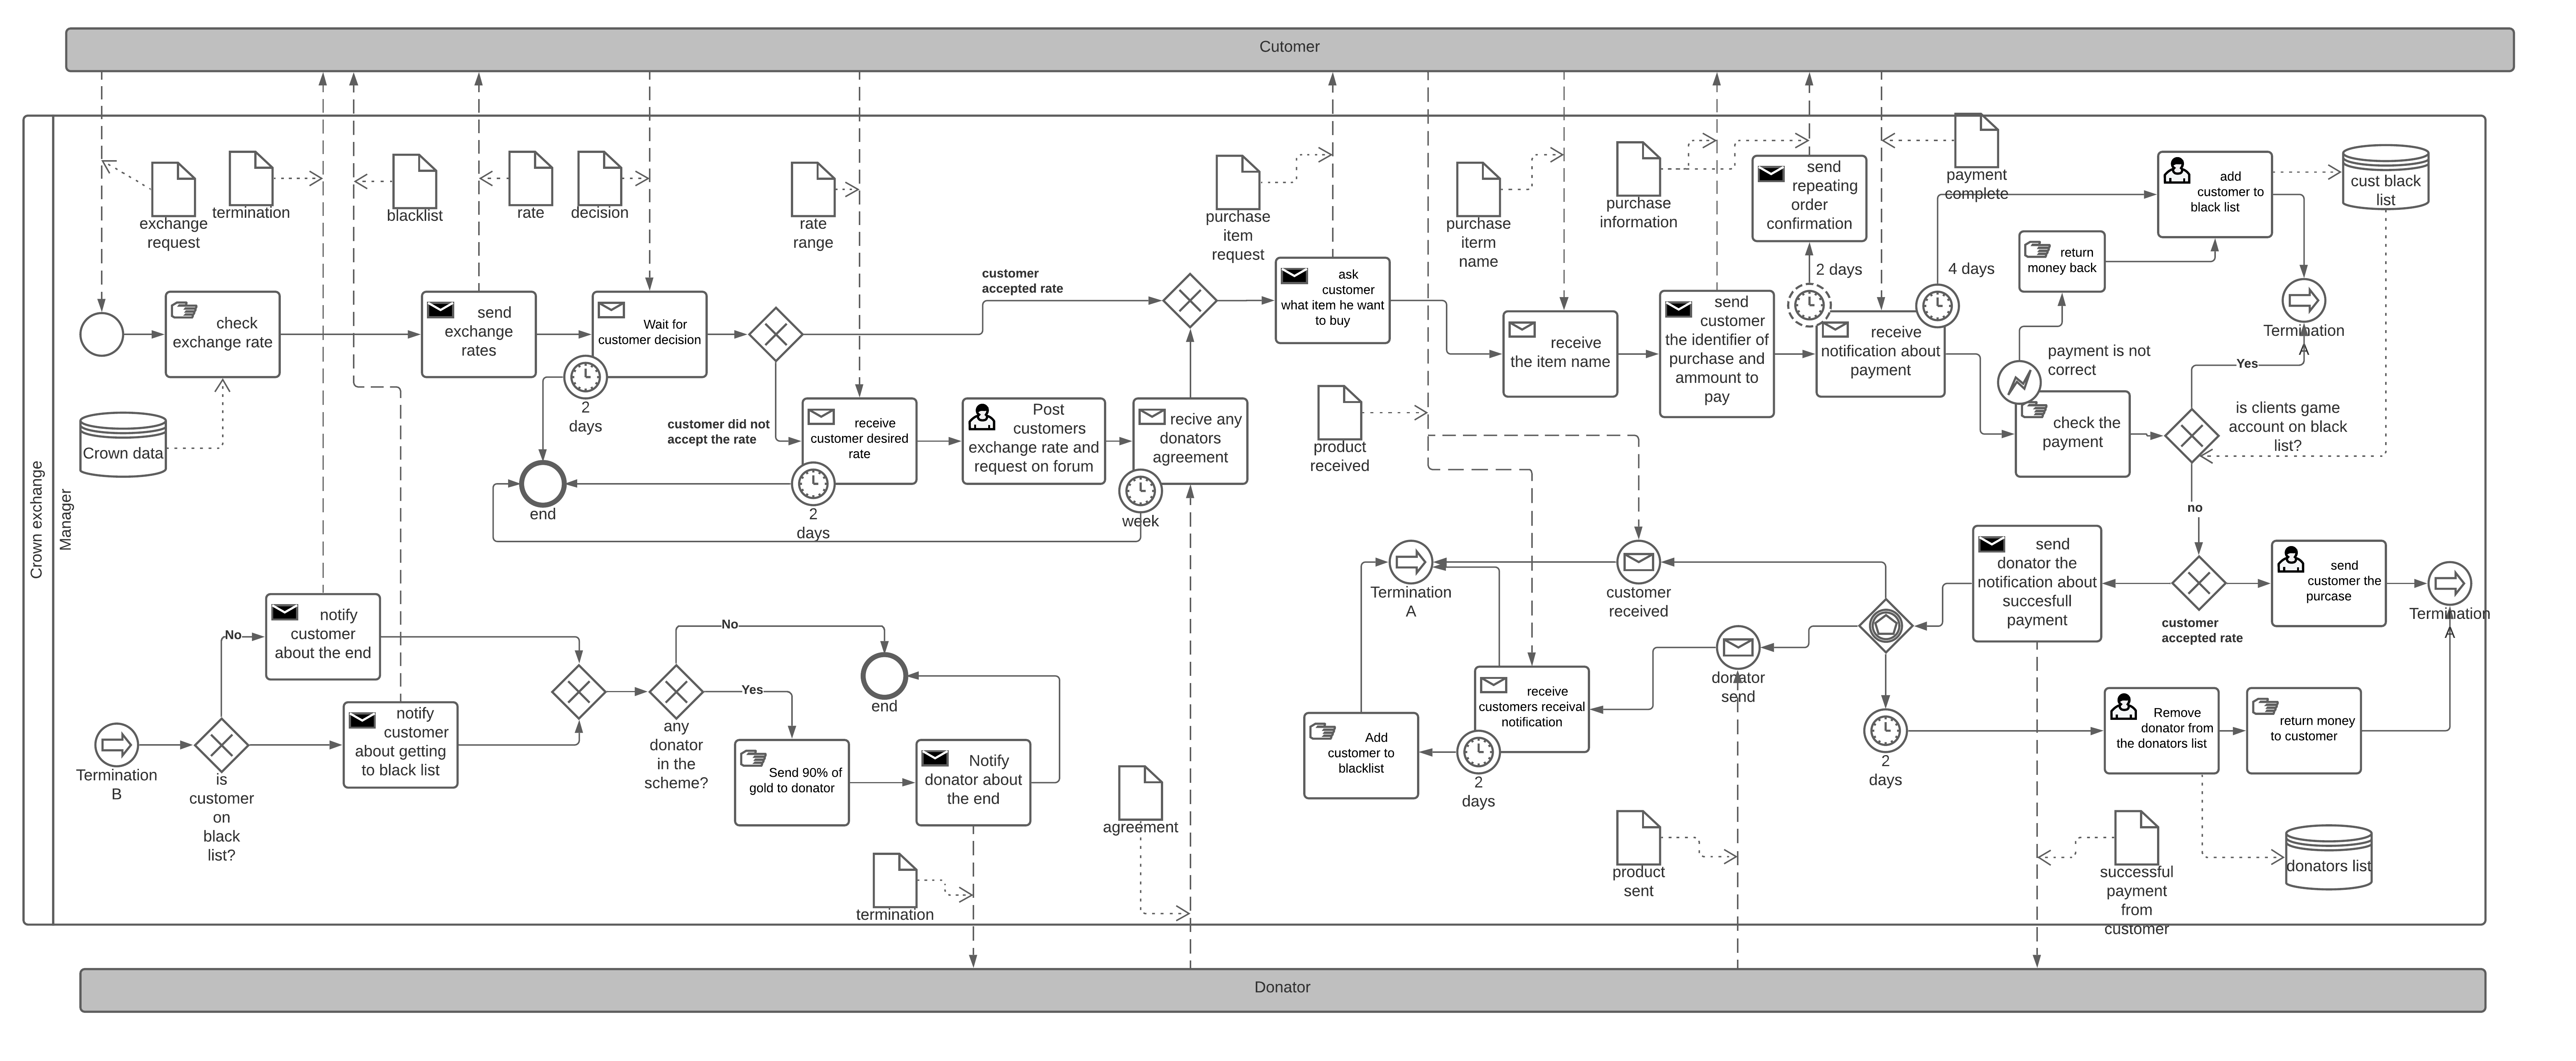 Cutomer
Crown exchange
Manager
exchange
request
termination
blacklist
rate
decision
rate
range
purchase
item
request
purchase
iterm
name
purchase
information
send
repeating
order
confirmation
payment
complete
add
customer to
black list
cust black
list
check
exchange rate
send
exchange
rates
Wait for
customer decision
2
days
customer
accepted rate
customer did not
accept the rate
ask
customer
what item he want
to buy
receive
the item name
send
customer
the identifier of
purchase and
ammount to
pay
2 days
receive
notification about
payment
4 days
return
money back
payment is not
correct
check the
payment
Termination
A
Yes
is clients game
account on black
list?
no
Crown data
end
receive
customer desired
rate
2
days
Post
customers
exchange rate and
request on forum
recive any
donators
agreement
week
product
received
Termination
A
customer
received
send
donator the
notification about
succesfull
payment
customer
accepted rate
send
customer the
purcase
Termination
A
notify
customer
about the end
No
notify
customer
about getting
to black list
Termination
B
is
customer
on
black
list?
any
donator
in the
scheme?
No
Yes
end
Send 90% of
gold to donator
Notify
donator about
the end
termination
agreement
Add
customer to
blacklist
receive
customers receival
notification
2
days
donator
send
2
days
Remove
donator from
the donators list
return money
to customer
product
sent
successful
payment
from
customer
donators list
Donator